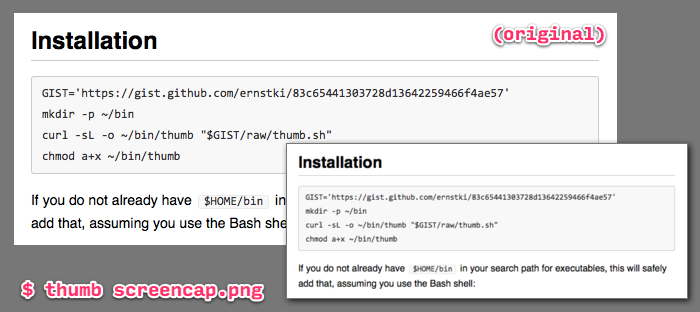 Installation
(original)
GIST='https://gist.github.com/ernstki/83c65441303728d13642259466f4ae57'
mkdir -p ~/bin
curl -sL -o ~/bin/thumb "$GIST/raw/thumb.sh"
chmod a+x ~/bin/thumb
If you do not already have $HOME/bin in
add that, assuming you use the Bash she
Installation
GIST='https://gist.github.com/ernstki/83c65441303728d13642259466f4ae57'
mkdir -p ~/bin
curl -sL -o ~/bin/thumb "$GIST/raw/thumb.sh"
chmod a+x ~/bin/thumb
If you do not already have $HOME/bin in your search path for executables, this will safely
add that, assuming you use the Bash shell:
$ thumb screencap.png